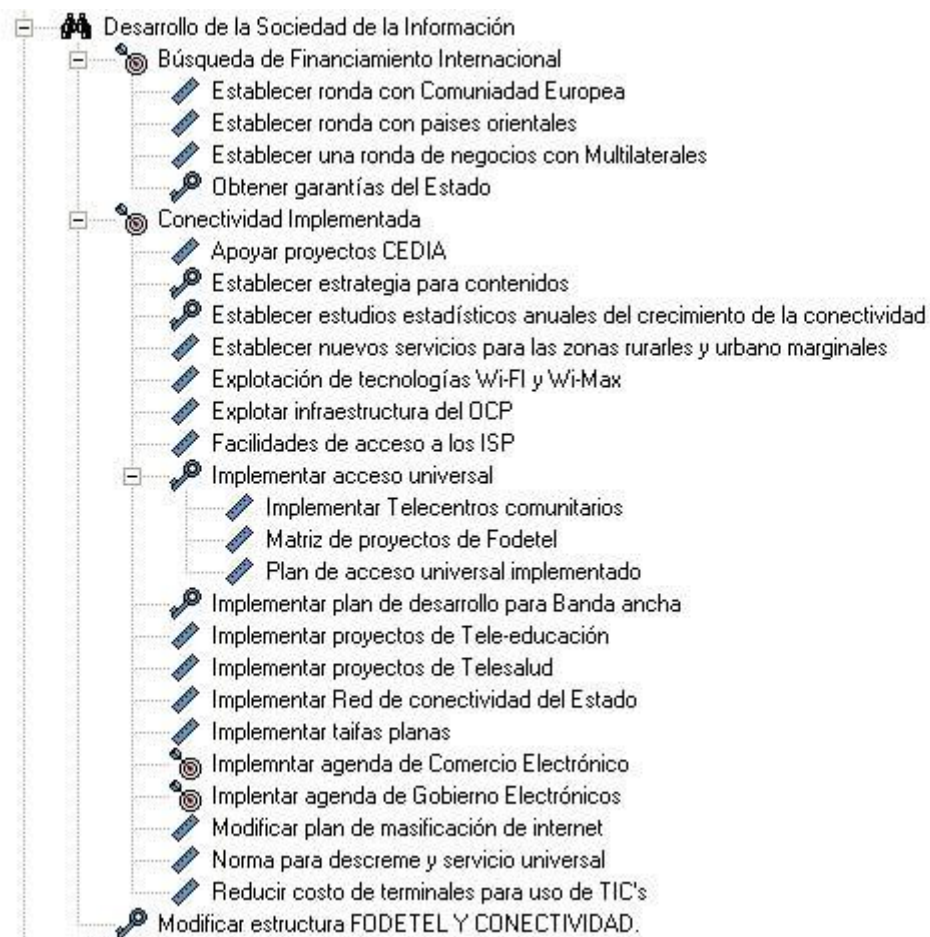 Desarrollo de la Sociedad de la Información
Búsqueda de Financiamiento Internacional
Establecer ronda con Comuniadad Europea
Establecer ronda con paises orientales
Establecer una ronda de negocios con Multilaterales
Obtener garantías del Estado
Conectividad Implementada
Apoyar proyectos CEDIA
Establecer estrategia para contenidos
Establecer estudios estadísticos anuales del crecimiento de la conectividad
Establecer nuevos servicios para las zonas rurarles y urbano marginales
Explotación de tecnologías Wi-FI y Wi-Max
Explotar infraestructura del OCP
Facilidades de acceso a los ISP
Implementar acceso universal
Implementar Telecentros comunitarios
Matriz de proyectos de Fodetel
Plan de acceso universal implementado
Implementar plan de desarrollo para Banda ancha
Implementar proyectos de Tele-educación
Implementar proyectos de Telesalud
Implementar Red de conectividad del Estado
Implementar taifas planas
Implemntar agenda de Comercio Electrónico
Implentar agenda de Gobierno Electrónicos
Modificar plan de masificación de internet
Norma para descreme y servicio universal
Reducir costo de terminales para uso de TIC's
Modificar estructura FODETEL Y CONECTIVIDAD.